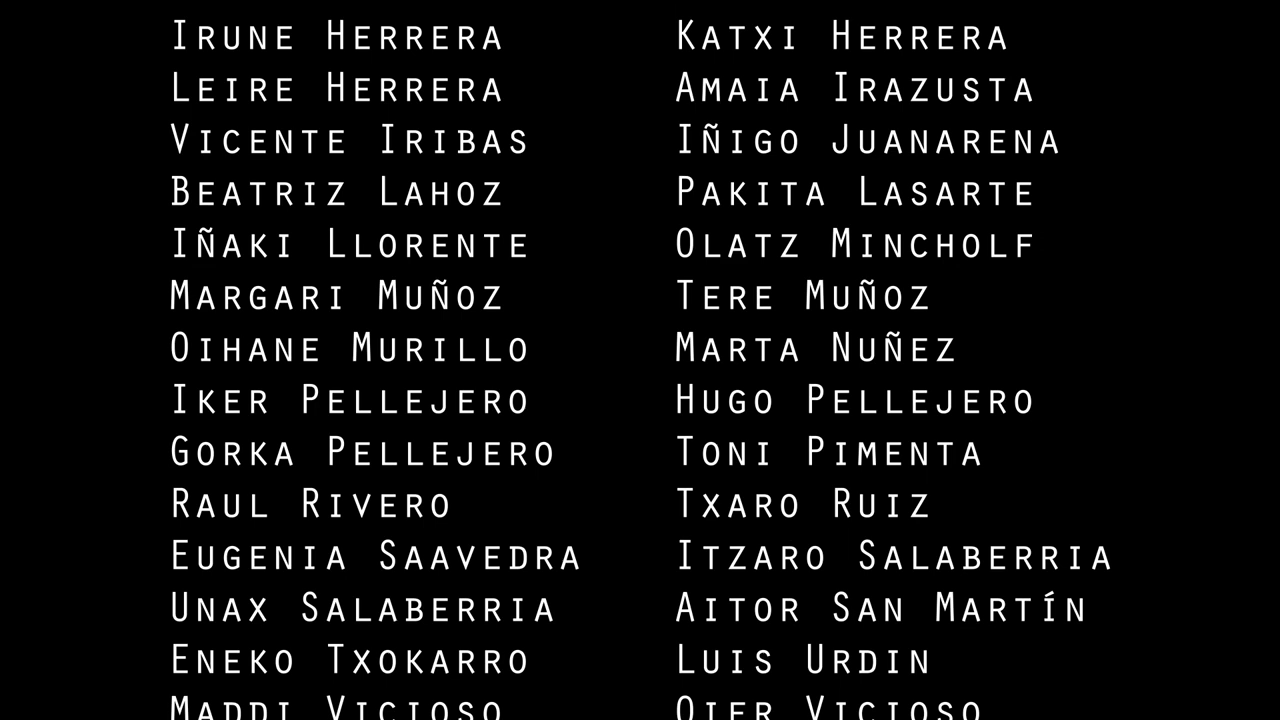 Irune Herrera Katxi Herrera
Leire Herrera Amaia Irazusta
Vicente Iribas Iñigo Juanarena
Beatriz Lahoz Pakita Lasarte
Iñaki Llorente Olatz Mincholf
Margari Muñoz Tere Muñoz
Oihane Murillo Marta Nuñez
Iker Pellejero Hugo Pellejero
Gorka Pellejero Toni Pimenta
Raul Rivero Txaro Ruiz
Eugenia Saavedra Itzaro Salaberria
Unax Salaberria Aitor San Martín
Eneko Txokarro Luis Urdin
Maddi Vicioso Oier Vicioso